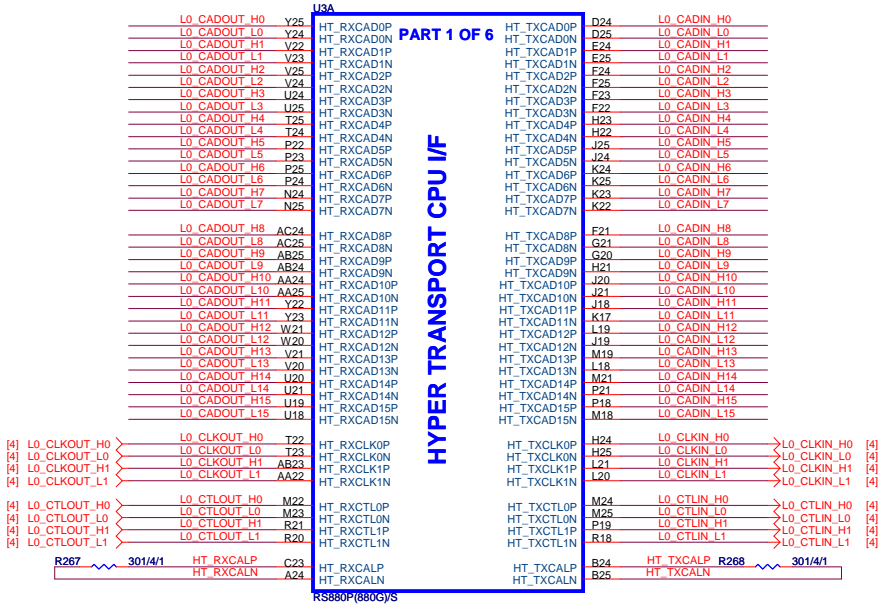 U3A
L0_CADOUT_H0 Y25 HT_RXCAD0P PART 1 OF 6 HT_TXCAD0P D24 L0_CADIN_H0
L0_CADOUT_L0 Y24 HT_RXCAD0N HT_TXCAD0N D25 L0_CADIN_L0
L0_CADOUT_H1 V22 HT_RXCAD1P HT_TXCAD1P E24 L0_CADIN_H1
L0_CADOUT_L1 V23 HT_RXCAD1N HT_TXCAD1N E25 L0_CADIN_L1
L0_CADOUT_H2 V25 HT_RXCAD2P HT_TXCAD2P F24 L0_CADIN_H2
L0_CADOUT_L2 V24 HT_RXCAD2N HT_TXCAD2N F25 L0_CADIN_L2
L0_CADOUT_H3 U24 HT_RXCAD3P HT_TXCAD3P F23 L0_CADIN_H3
L0_CADOUT_L3 U25 HT_RXCAD3N HT_TXCAD3N F22 L0_CADIN_L3
L0_CADOUT_H4 T25 HT_RXCAD4P HT_TXCAD4P H23 L0_CADIN_H4
L0_CADOUT_L4 T24 HT_RXCAD4N HT_TXCAD4N H22 L0_CADIN_L4
L0_CADOUT_H5 P22 HT_RXCAD5P HT_TXCAD5P J25 L0_CADIN_H5
L0_CADOUT_L5 P23 HT_RXCAD5N HT_TXCAD5N J24 L0_CADIN_L5
L0_CADOUT_H6 P25 HT_RXCAD6P HT_TXCAD6P K24 L0_CADIN_H6
L0_CADOUT_L6 P24 HT_RXCAD6N HT_TXCAD6N K25 L0_CADIN_L6
L0_CADOUT_H7 N24 HT_RXCAD7P HT_TXCAD7P K23 L0_CADIN_H7
L0_CADOUT_L7 N25 HT_RXCAD7N HT_TXCAD7N K22 L0_CADIN_L7
HYPER TRANSPORT CPU I/F
L0_CADOUT_H8 AC24 HT_RXCAD8P HT_TXCAD8P F21 L0_CADIN_H8
L0_CADOUT_L8 AC25 HT_RXCAD8N HT_TXCAD8N G21 L0_CADIN_L8
L0_CADOUT_H9 AB25 HT_RXCAD9P HT_TXCAD9P G20 L0_CADIN_H9
L0_CADOUT_L9 AB24 HT_RXCAD9N HT_TXCAD9N H21 L0_CADIN_L9
L0_CADOUT_H10 AA24 HT_RXCAD10P HT_TXCAD10P J20 L0_CADIN_H10
L0_CADOUT_L10 AA25 HT_RXCAD10N HT_TXCAD10N J21 L0_CADIN_L10
L0_CADOUT_H11 Y22 HT_RXCAD11P HT_TXCAD11P J18 L0_CADIN_H11
L0_CADOUT_L11 Y23 HT_RXCAD11N HT_TXCAD11N K17 L0_CADIN_L11
L0_CADOUT_H12 W21 HT_RXCAD12P HT_TXCAD12P L19 L0_CADIN_H12
L0_CADOUT_L12 W20 HT_RXCAD12N HT_TXCAD12N J19 L0_CADIN_L12
L0_CADOUT_H13 V21 HT_RXCAD13P HT_TXCAD13P M19 L0_CADIN_H13
L0_CADOUT_L13 V20 HT_RXCAD13N HT_TXCAD13N L18 L0_CADIN_L13
L0_CADOUT_H14 U20 HT_RXCAD14P HT_TXCAD14P M21 L0_CADIN_H14
L0_CADOUT_L14 U21 HT_RXCAD14N HT_TXCAD14N P21 L0_CADIN_L14
L0_CADOUT_H15 U19 HT_RXCAD15P HT_TXCAD15P P18 L0_CADIN_H15
L0_CADOUT_L15 U18 HT_RXCAD15N HT_TXCAD15N M18 L0_CADIN_L15
[4] L0_CLKOUT_H0 L0_CLKOUT_H0 T22 HT_RXCLK0P HT_TXCLK0P H24 L0_CLKIN_H0 L0_CLKIN_H0 [4]
[4] L0_CLKOUT_L0 L0_CLKOUT_L0 T23 HT_RXCLK0N HT_TXCLK0N H25 L0_CLKIN_L0 L0_CLKIN_L0 [4]
[4] L0_CLKOUT_H1 L0_CLKOUT_H1 AB23 HT_RXCLK1P HT_TXCLK1P L21 L0_CLKIN_H1 L0_CLKIN_H1 [4]
[4] L0_CLKOUT_L1 L0_CLKOUT_L1 AA22 HT_RXCLK1N HT_TXCLK1N L20 L0_CLKIN_L1 L0_CLKIN_L1 [4]
[4] L0_CTLOUT_H0 L0_CTLOUT_H0 M22 HT_RXCTL0P HT_TXCTL0P M24 L0_CTLIN_H0 L0_CTLIN_H0 [4]
[4] L0_CTLOUT_L0 L0_CTLOUT_L0 M23 HT_RXCTL0N HT_TXCTL0N M25 L0_CTLIN_L0 L0_CTLIN_L0 [4]
[4] L0_CTLOUT_H1 L0_CTLOUT_H1 R21 HT_RXCTL1P HT_TXCTL1P P19 L0_CTLIN_H1 L0_CTLIN_H1 [4]
[4] L0_CTLOUT_L1 L0_CTLOUT_L1 R20 HT_RXCTL1N HT_TXCTL1N R18 L0_CTLIN_L1 L0_CTLIN_L1 [4]
R267 301/4/1 HT_RXCALP C23 HT_RXCALP HT_TXCALP B24 HT_TXCALP R268 301/4/1
HT_RXCALN A24 HT_RXCALN HT_TXCALN B25 HT_TXCALN
RS880P(880G)/S